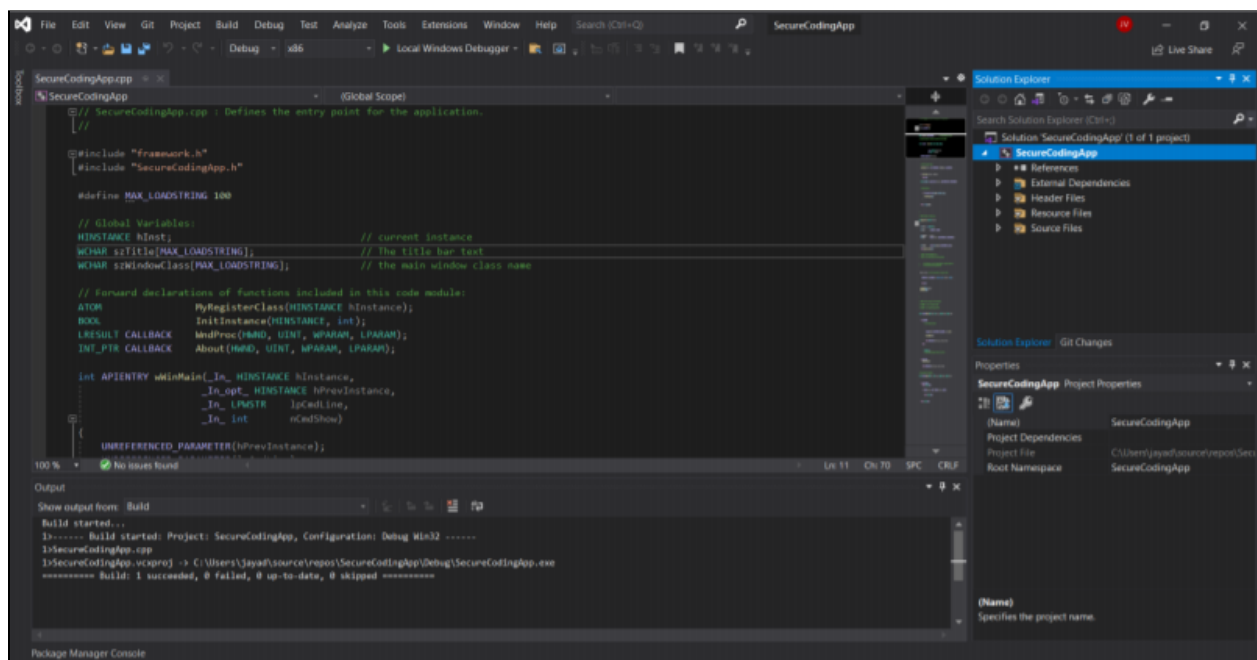 File Edit View Git Project Build Debug Test Analyze Tools Extensions Window Help Search (Ctrl+Q) SecureCodingApp
Debug x86 Local Windows Debugger Live Share
Toolbox
SecureCodingApp.cpp
SecureCodingApp (Global Scope)
// SecureCodingApp.cpp : Defines the entry point for the application.
//
#include "framework.h"
#include "SecureCodingApp.h"
#define MAX_LOADSTRING 100
// Global Variables:
HINSTANCE hInst; // current instance
WCHAR szTitle[MAX_LOADSTRING]; // The title bar text
WCHAR szWindowClass[MAX_LOADSTRING]; // the main window class name
// Forward declarations of functions included in this code module:
ATOM MyRegisterClass(HINSTANCE hInstance);
BOOL InitInstance(HINSTANCE, int);
LRESULT CALLBACK WndProc(HWND, UINT, WPARAM, LPARAM);
INT_PTR CALLBACK About(HWND, UINT, WPARAM, LPARAM);
int APIENTRY wWinMain(_In_ HINSTANCE hInstance,
_In_opt_ HINSTANCE hPrevInstance,
_In_ LPWSTR lpCmdLine,
_In_ int nCmdShow)
{
UNREFERENCED_PARAMETER(hPrevInstance);
100 % No issues found Ln: 11 Ch: 70 SPC CRLF
Output
Show output from: Build
Build started...
1>------ Build started: Project: SecureCodingApp, Configuration: Debug Win32 ------
1>SecureCodingApp.cpp
1>SecureCodingApp.vcxproj -> C:\Users\jayad\source\repos\SecureCodingApp\Debug\SecureCodingApp.exe
========== Build: 1 succeeded, 0 failed, 0 up-to-date, 0 skipped ==========
Package Manager Console
Solution Explorer
Search Solution Explorer (Ctrl+;)
Solution 'SecureCodingApp' (1 of 1 project)
SecureCodingApp
References
External Dependencies
Header Files
Resource Files
Source Files
Solution Explorer Git Changes
Properties
SecureCodingApp Project Properties
(Name) SecureCodingApp
Project Dependencies
Project File C:\Users\jayad\source\repos\Secu
Root Namespace SecureCodingApp
(Name)
Specifies the project name.